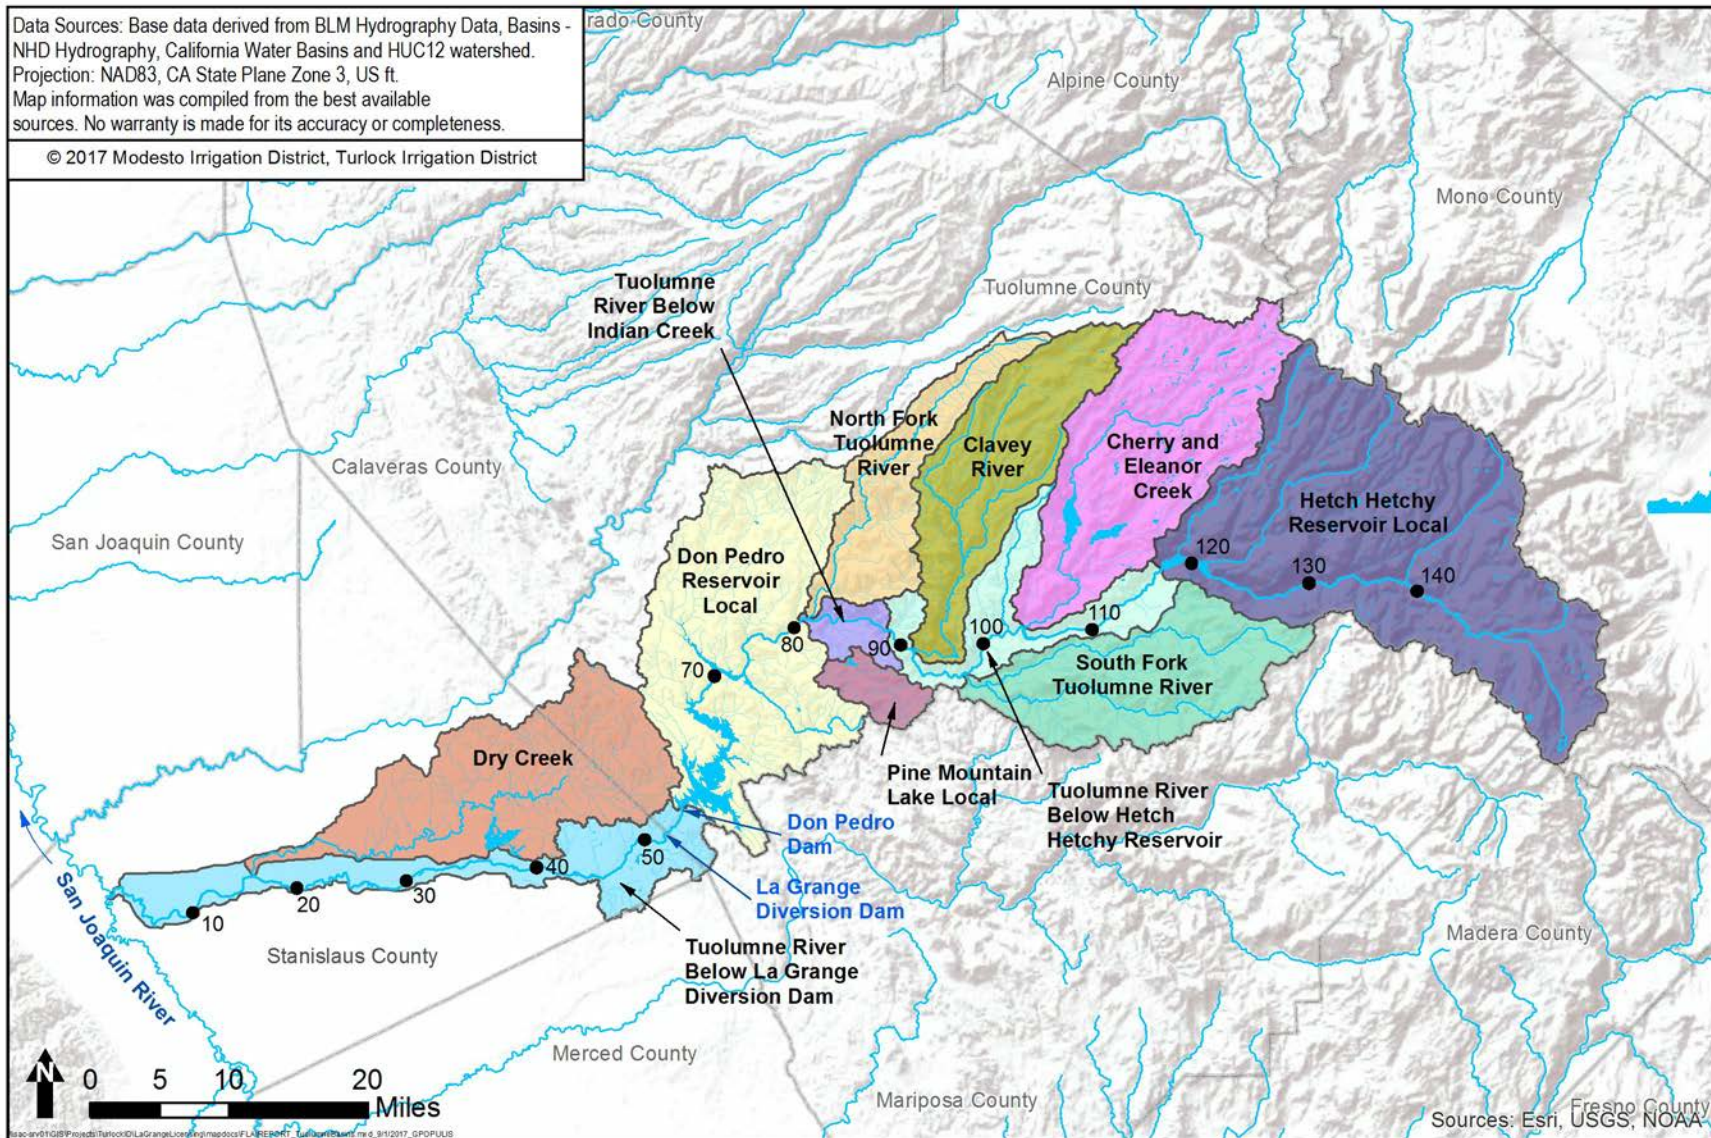 Data Sources: Base data derived from BLM Hydrography Data, Basins -
NHD Hydrography, California Water Basins and HUC12 watershed.
Projection: NAD83, CA State Plane Zone 3, US ft.
Map information was compiled from the best available
sources. No warranty is made for its accuracy or completeness.
© 2017 Modesto Irrigation District, Turlock Irrigation District
rado County
Alpine County
Mono County
Tuolumne County
Tuolumne
River Below
Indian Creek
North Fork
Tuolumne
River
Clavey
River
Cherry and
Eleanor
Creek
Hetch Hetchy
Reservoir Local
Calaveras County
San Joaquin County
Don Pedro
Reservoir
Local
120
130
140
110
100
90
80
70
South Fork
Tuolumne River
Dry Creek
Pine Mountain
Lake Local
Tuolumne River
Below Hetch
Hetchy Reservoir
Don Pedro
Dam
La Grange
Diversion Dam
50
40
30
20
10
San Joaquin River
Stanislaus County
Tuolumne River
Below La Grange
Diversion Dam
Madera County
Merced County
Mariposa County
Fresno County
N
0 5 10 20
Miles
Sources: Esri, USGS, NOAA